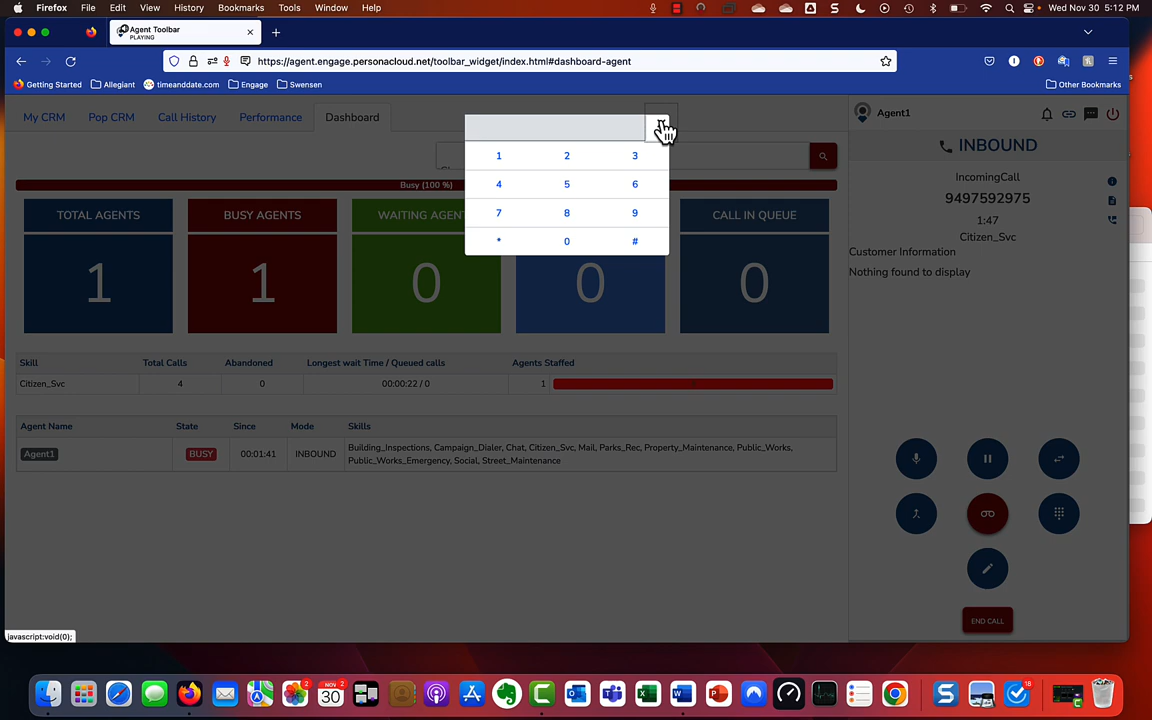 Firefox File Edit View History Bookmarks Tools Window Help Wed Nov 30 5:12 PM
Agent Toolbar
PLAYING
https://agent.engage.personacloud.net/toolbar_widget/index.html#dashboard-agent
Getting Started Allegiant timeanddate.com Engage Swensen Other Bookmarks
My CRM Pop CRM Call History Performance Dashboard
Agent1
INBOUND
1 2 3
4 5 6
7 8 9
* 0 #
Busy (100 %)
TOTAL AGENTS BUSY AGENTS WAITING AGEN CALL IN QUEUE
1 1 0 0 0
IncomingCall
9497592975
1:47
Citizen_Svc
Customer Information
Nothing found to display
Skill Total Calls Abandoned Longest wait Time / Queued calls Agents Staffed
Citizen_Svc 4 0 00:00:22 / 0 1
Agent Name State Since Mode Skills
Agent1 BUSY 00:01:41 INBOUND Building_Inspections, Campaign_Dialer, Chat, Citizen_Svc, Mail, Parks_Rec, Property_Maintenance, Public_Works,
Public_Works_Emergency, Social, Street_Maintenance
END CALL
javascript:void(0);
2 NOV 30 2 18